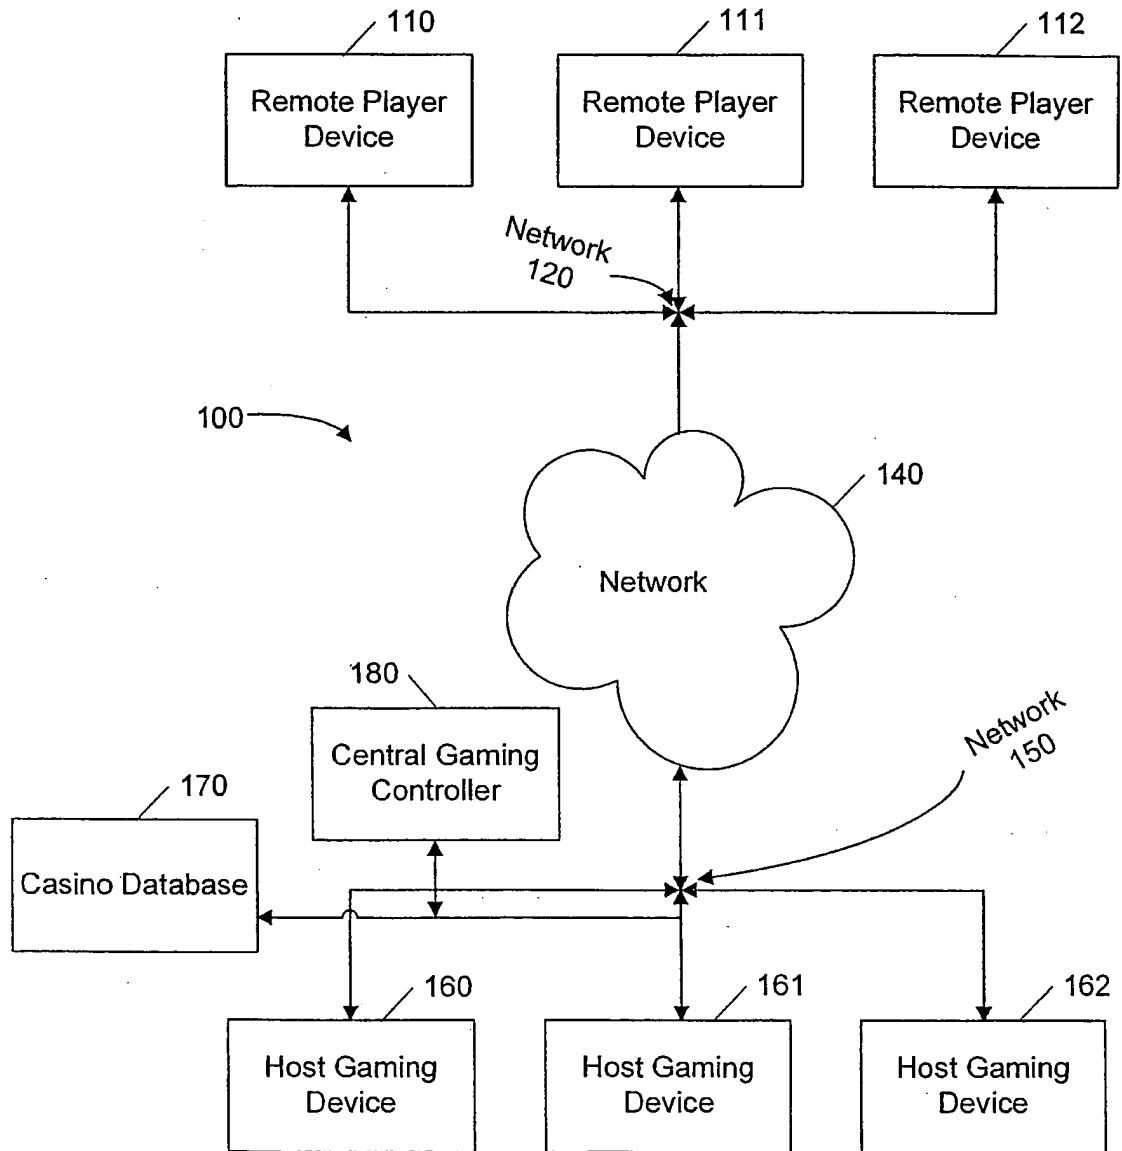 110
111
112
Remote Player
Device
Remote Player
Device
Remote Player
Device
Network
120
100
140
Network
180
Central Gaming
Controller
Network
150
170
Casino Database
160
161
162
Host Gaming
Device
Host Gaming
Device
Host Gaming
Device